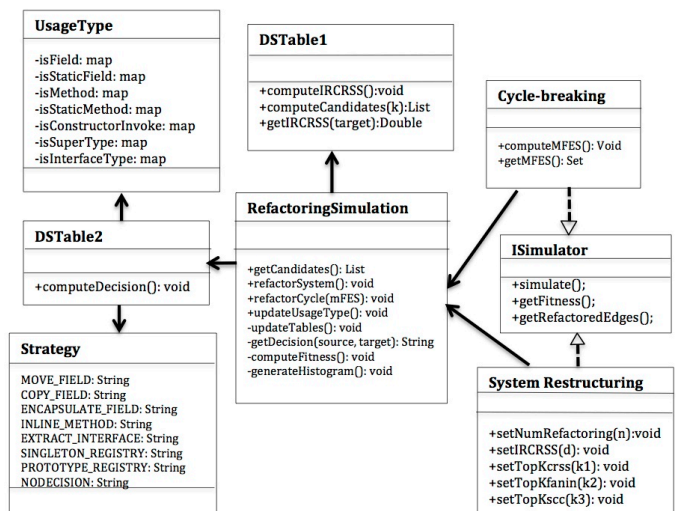 UsageType
-isField: map
-isStaticField: map
-isMethod: map
-isStaticMethod: map
-isConstructorInvoke: map
-isSuperType: map
-isInterfaceType: map
DSTable1
+computeIRCRSS():void
+computeCandidates(k):List
+getIRCRSS(target):Double
Cycle-breaking
+computeMFES(): Void
+getMFES(): Set
DSTable2
+computeDecision(): void
RefactoringSimulation
+getCandidates(): List
+refactorSystem(): void
+refactorCycle(mFES): void
+updateUsageType(): void
-updateTables(): void
-getDecision(source, target): String
-computeFitness(): void
-generateHistogram(): void
ISimulator
+simulate();
+getFitness();
+getRefactoredEdges();
Strategy
MOVE_FIELD: String
COPY_FIELD: String
ENCAPSULATE_FIELD: String
INLINE_METHOD: String
EXTRACT_INTERFACE: String
SINGLETON_REGISTRY: String
PROTOTYPE_REGISTRY: String
NODECISION: String
System Restructuring
+setNumRefactoring(n):void
+setIRCRSS(d): void
+setTopKcrss(k1): void
+setTopKfanin(k2): void
+setTopKscc(k3): void